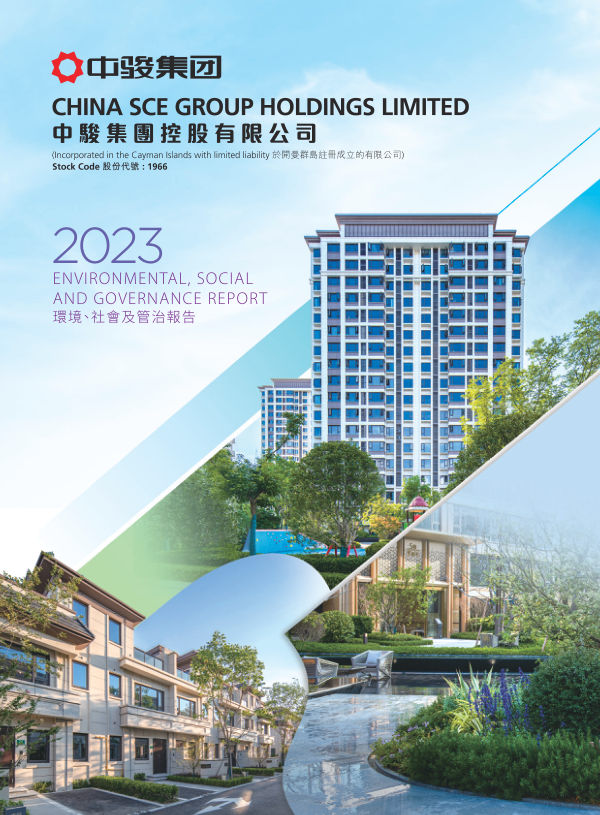 中骏集团
CHINA SCE GROUP HOLDINGS LIMITED
中駿集團控股有限公司
(Incorporated in the Cayman Islands with limited liability 於開曼群島註冊成立的有限公司)
Stock Code 股份代號：1966
2023
ENVIRONMENTAL, SOCIAL
AND GOVERNANCE REPORT
環境、社會及管治報告